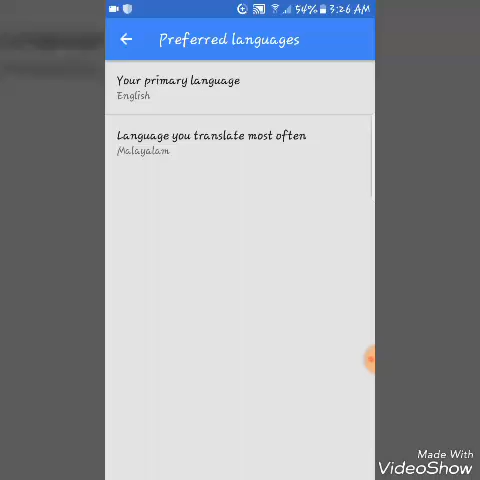 54% 3:26 AM
Preferred languages
Your primary language
English
Language you translate most often
Malayalam
Made With
VideoShow